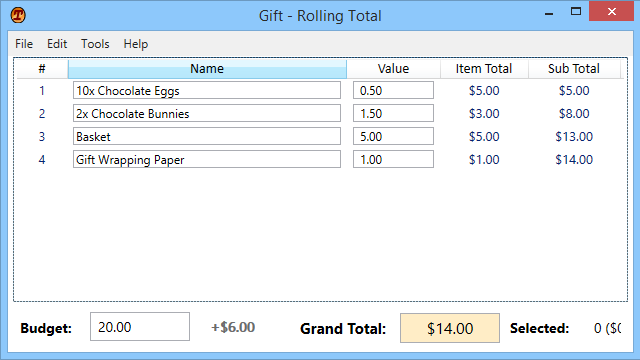 Gift - Rolling Total
File Edit Tools Help
# Name Value Item Total Sub Total
1 10x Chocolate Eggs 0.50 $5.00 $5.00
2 2x Chocolate Bunnies 1.50 $3.00 $8.00
3 Basket 5.00 $5.00 $13.00
4 Gift Wrapping Paper 1.00 $1.00 $14.00
Budget: 20.00 +$6.00 Grand Total: $14.00 Selected: 0 ($0